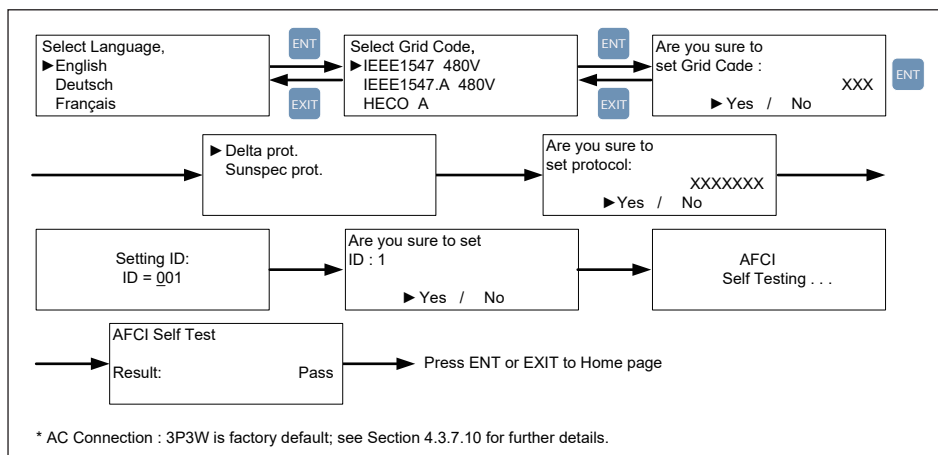 Select Language,
►English
Deutsch
Français
ENT
EXIT
Select Grid Code,
►IEEE1547 480V
IEEE1547.A 480V
HECO A
ENT
EXIT
Are you sure to
set Grid Code :
XXX
► Yes / No
ENT
► Delta prot.
Sunspec prot.
Are you sure to
set protocol:
XXXXXXX
►Yes / No
Setting ID:
ID = 001
Are you sure to set
ID : 1
► Yes / No
AFCI
Self Testing . . .
AFCI Self Test
Result: Pass
Press ENT or EXIT to Home page
* AC Connection : 3P3W is factory default; see Section 4.3.7.10 for further details.